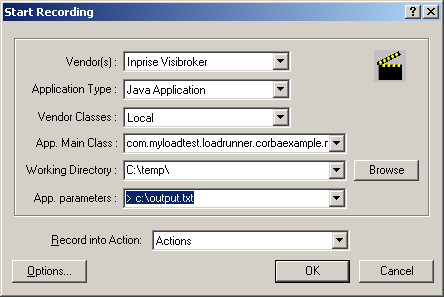 Start Recording
Vendor(s) : Inprise Visibroker
Application Type : Java Application
Vendor Classes : Local
App. Main Class : com.myloadtest.loadrunner.corbaexample.r
Working Directory : C:\temp\ Browse
App. parameters : > c:\output.txt
Record into Action: Actions
Options... OK Cancel